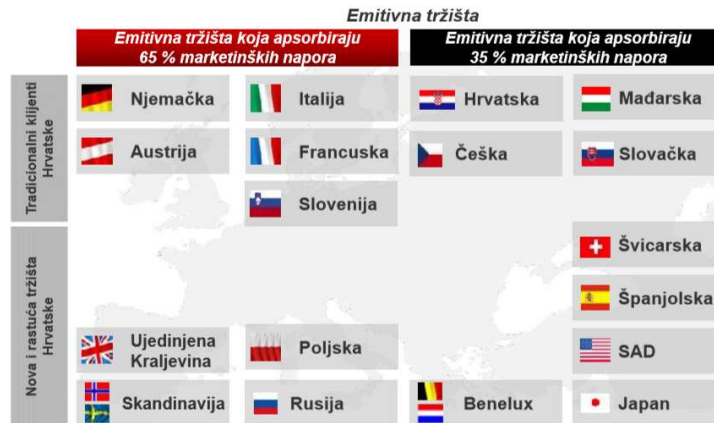 Emitivna tržišta
Emitivna tržišta koja apsorbiraju
65 % marketinških napora
Emitivna tržišta koja apsorbiraju
35 % marketinških napora
Tradicionalni klijenti
Hrvatske
Njemačka
Italija
Hrvatska
Mađarska
Austrija
Francuska
Češka
Slovačka
Slovenija
Nova i rastuća tržišta
Hrvatske
Švicarska
Španjolska
Ujedinjena
Kraljevina
Poljska
SAD
Skandinavija
Rusija
Benelux
Japan